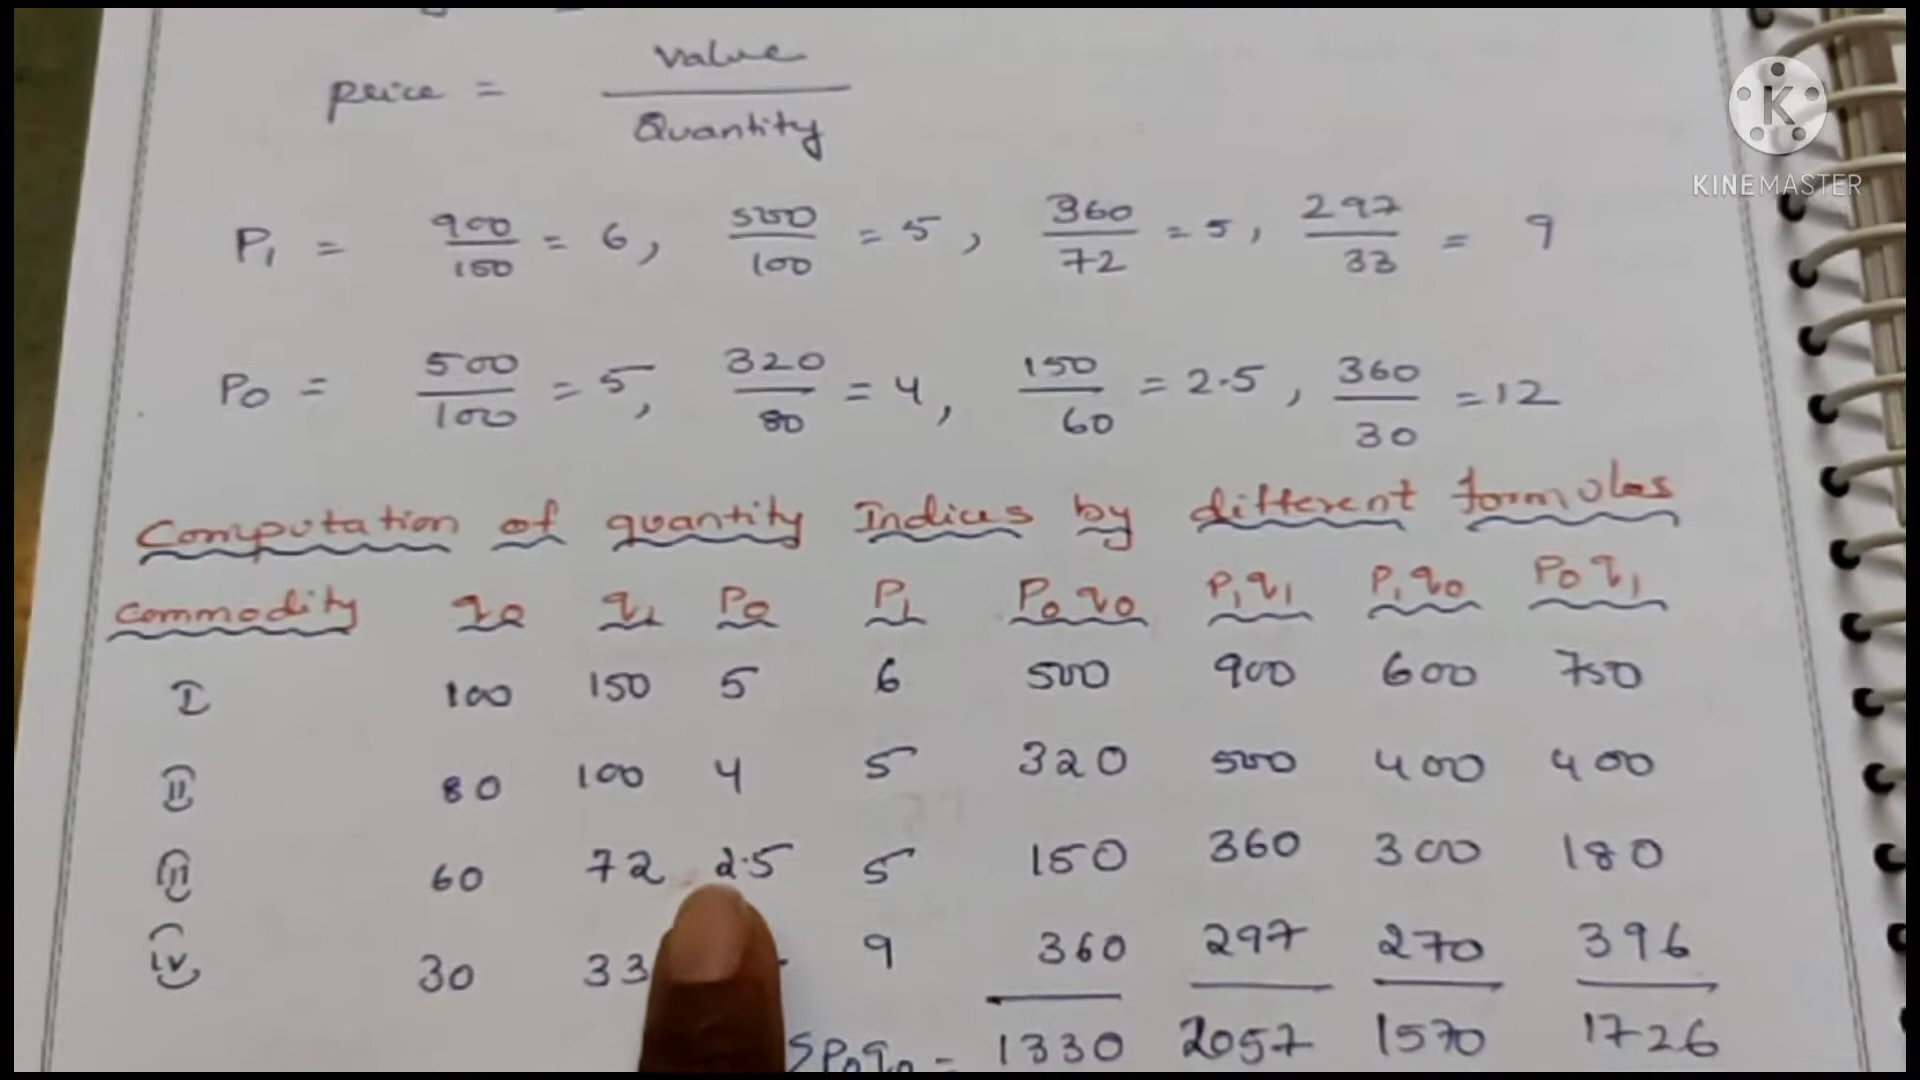 value
price = ―
Quantity
K
KINEMASTER
P₁ = 900/150 = 6, 500/100 = 5, 360/72 = 5, 297/33 = 9
P0 = 500/100 = 5, 320/80 = 4, 150/60 = 2.5, 360/30 = 12
Computation of quantity Indices by different formulas
Commodity q0 q₁ P0 P₁ P0q0 P₁q₁ P₁q0 P0q₁
I 100 150 5 6 500 900 600 750
II 80 100 4 5 320 500 400 400
III 60 72 2.5 5 150 360 300 180
IV 30 33 9 360 297 270 396
ΣP0q0 = 1330 2057 1570 1726